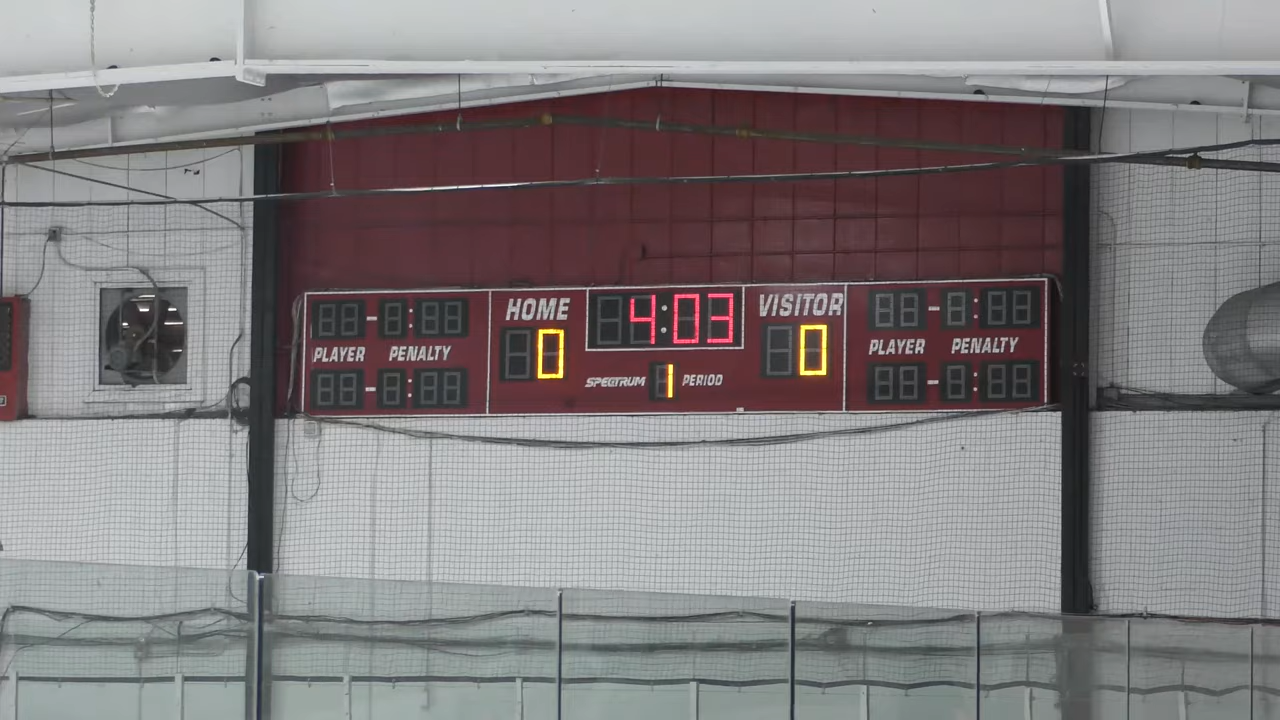 HOME 4:03 VISITOR
0 0
PLAYER PENALTY PLAYER PENALTY
SPECTRUM 1 PERIOD